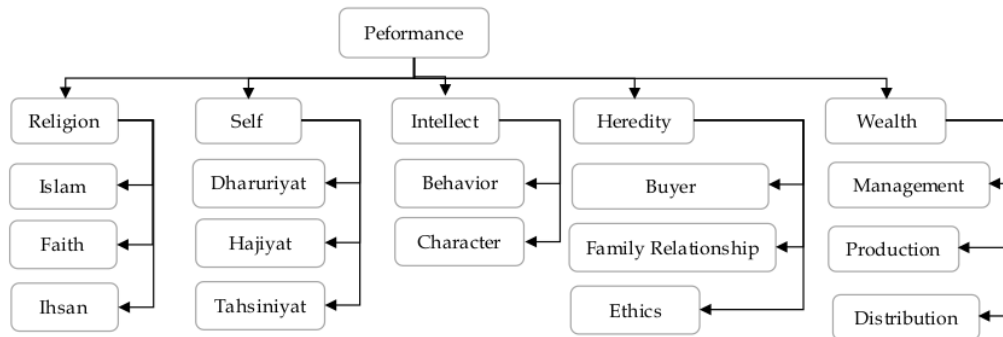 Peformance
Religion
Self
Intellect
Heredity
Wealth
Islam
Dharuriyat
Behavior
Buyer
Management
Faith
Hajiyat
Character
Family Relationship
Production
Ihsan
Tahsiniyat
Ethics
Distribution